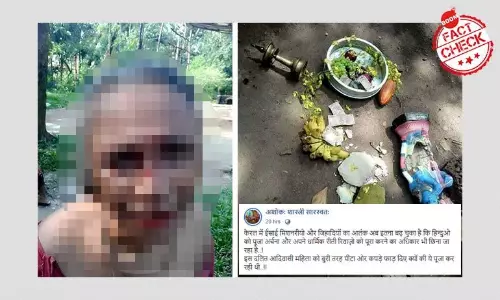 BOOM
FACT
CHECK
अशोकः शास्त्री सारस्वतः
केरल में ईसाई मिशनरीयो और जिहादियों का आतंक अब इतना बढ़ चुका है कि हिन्दुओ
को पूजा अर्चना और अपने धार्मिक रीती रिवाज़ो को पूरा करने का अधिकार भी छिना जा
रहा है..!
इस दलित आदिवासी महिला को बुरी तरह पीटा ओर कपड़े फाड़ दिए क्यों की ये पूजा कर
रही थी..!!